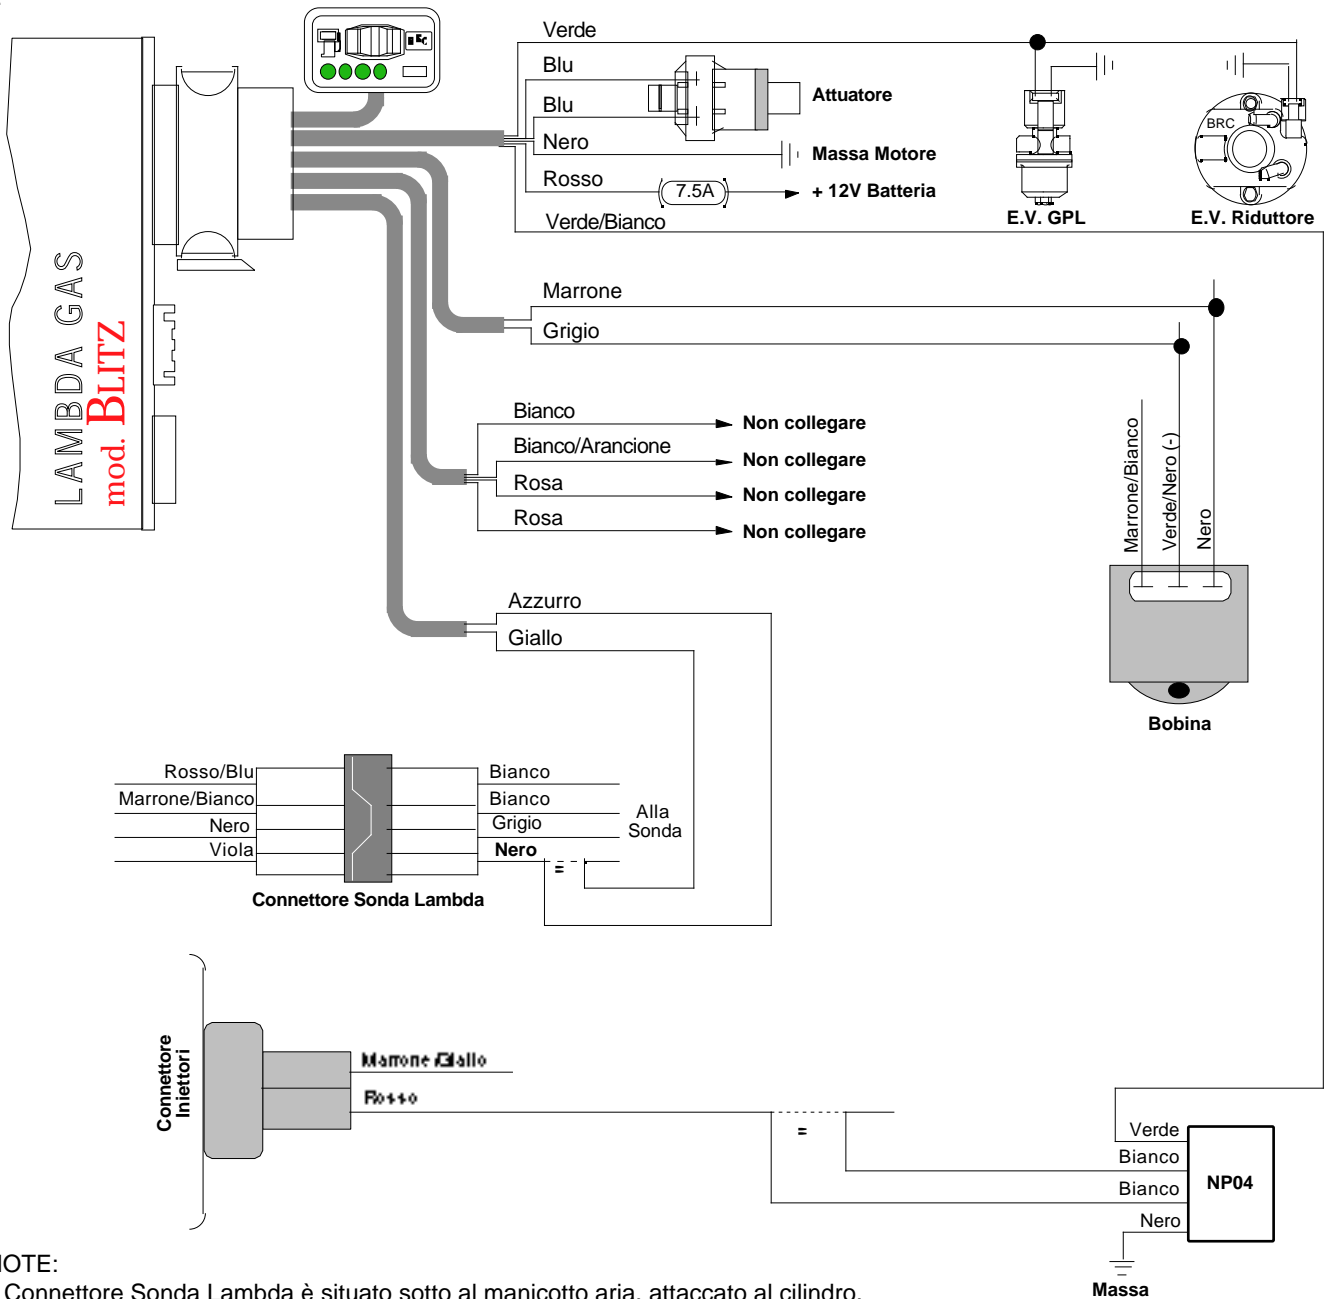 Verde
Blu
Blu
Attuatore
Nero
Massa Motore
Rosso
7.5A
+ 12V Batteria
Verde/Bianco
E.V. GPL
BRC
E.V. Riduttore
LAMBDA GAS
mod. BLITZ
Marrone
Grigio
Bianco
Non collegare
Bianco/Arancione
Non collegare
Rosa
Non collegare
Rosa
Non collegare
Marrone/Bianco
Verde/Nero (-)
Nero
Bobina
Azzurro
Giallo
Rosso/Blu
Bianco
Marrone/Bianco
Bianco
Nero
Grigio
Viola
Nero
Alla
Sonda
Connettore Sonda Lambda
Connettore
Iniettori
Marrone/Giallo
Rosso
Verde
Bianco
Bianco
Nero
NP04
Massa
OTE:
Connettore Sonda Lambda è situato sotto al manicotto aria, attaccato al cilindro.